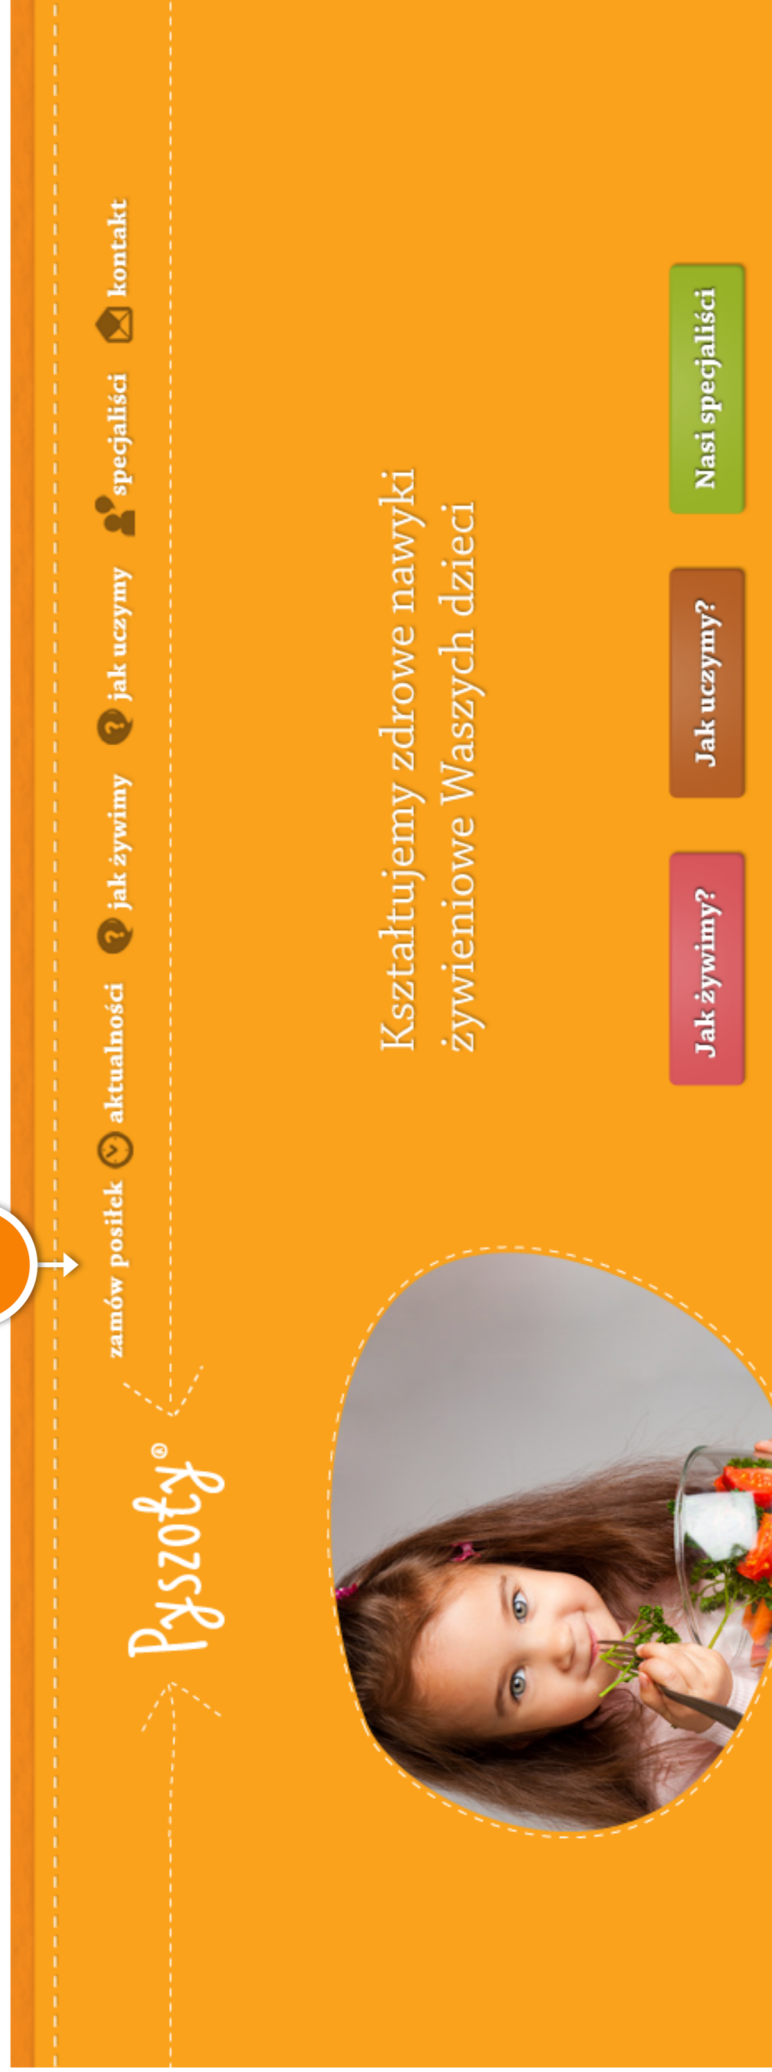 Pyszoty®
zamów posiłek aktualności jak żywimy jak uczymy specjaliści kontakt
Kształtujemy zdrowe nawyki
żywieniowe Waszych dzieci
Jak żywimy? Jak uczymy? Nasi specjaliści